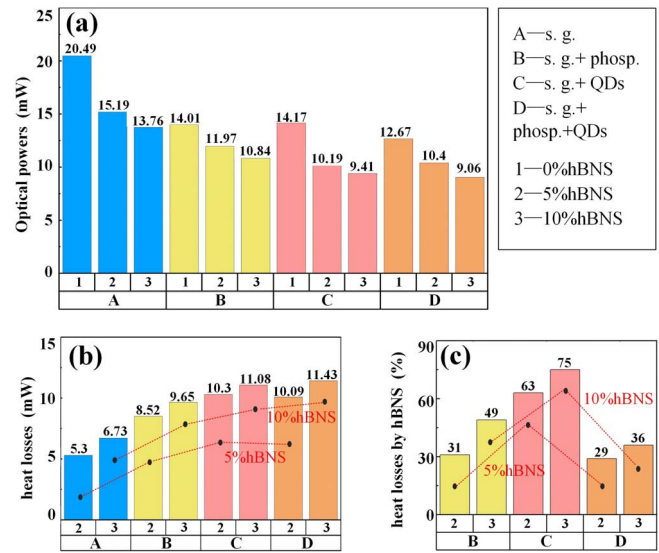 (a)
Optical powers (mW)
25
20
15
10
5
0
20.49
15.19
13.76
14.01
11.97
10.84
14.17
10.19
9.41
12.67
10.4
9.06
1 2 3 1 2 3 1 2 3 1 2 3
A B C D
A—s. g.
B—s. g.+ phosp.
C—s. g.+ QDs
D—s. g.+
phosp.+QDs
1—0%hBNS
2—5%hBNS
3—10%hBNS
(b)
heat losses (mW)
15
10
5
0
5.3
6.73
8.52
9.65
10.3
11.08
10.09
11.43
10%hBNS
5%hBNS
2 3 2 3 2 3 2 3
A B C D
(c)
heat losses by hBNS (%)
90
60
30
0
31
49
63
75
29
36
10%hBNS
5%hBNS
2 3 2 3 2 3
B C D